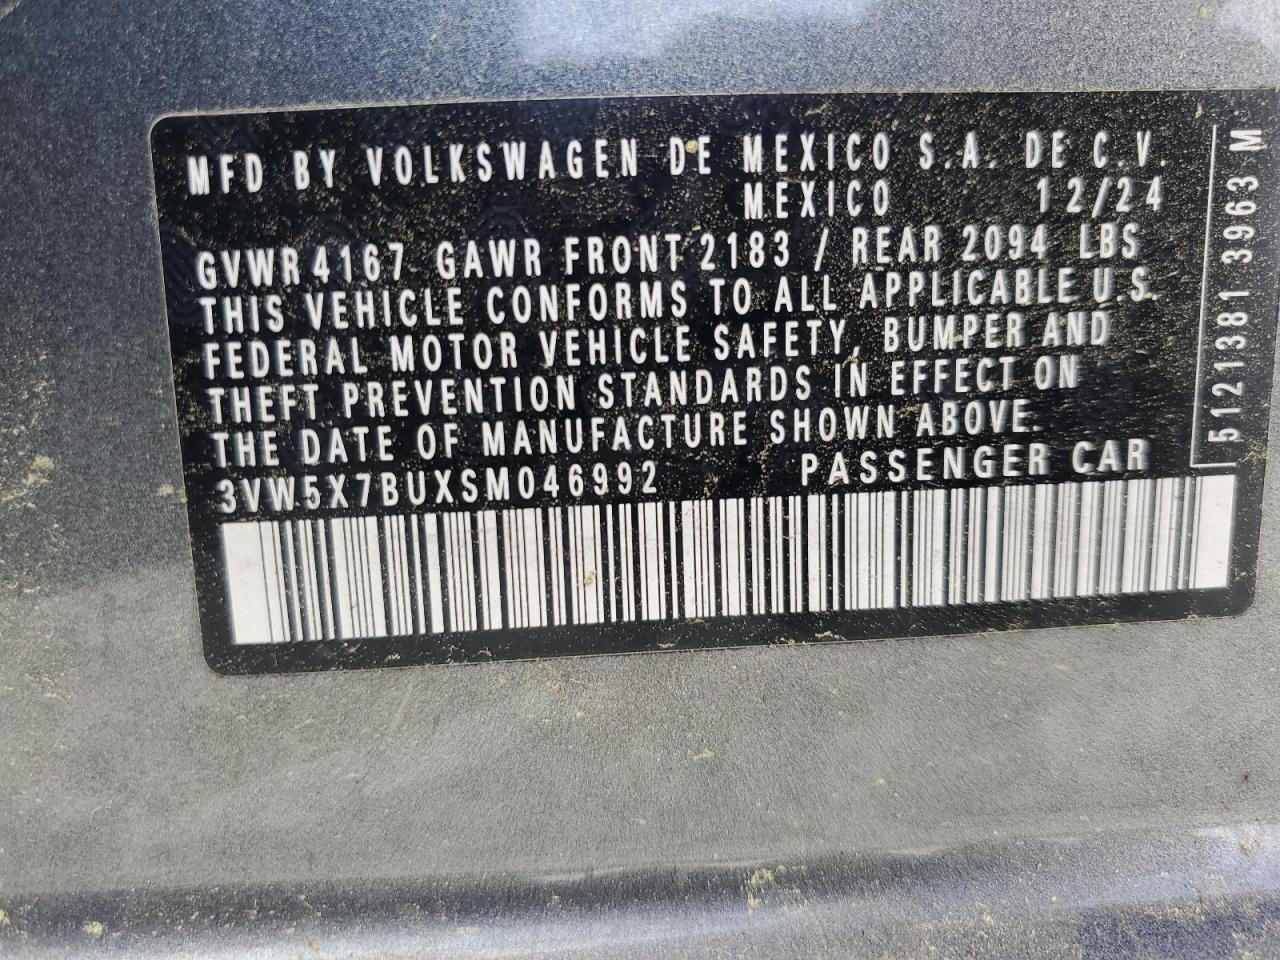 MFD BY VOLKSWAGEN DE MEXICO S.A. DE C.V.
MEXICO 12/24
GVWR 4167 GAWR FRONT 2183 / REAR 2094 LBS
THIS VEHICLE CONFORMS TO ALL APPLICABLE U.S.
FEDERAL MOTOR VEHICLE SAFETY, BUMPER AND
THEFT PREVENTION STANDARDS IN EFFECT ON
THE DATE OF MANUFACTURE SHOWN ABOVE.
3VW5X7BUXSM046992 PASSENGER CAR
5121381 3963 M